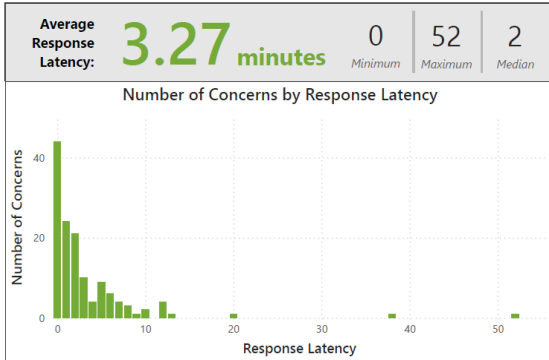 Average
Response
Latency:
3.27 minutes
0
Minimum
52
Maximum
2
Median
Number of Concerns by Response Latency
Number of Concerns
40
20
0
0 10 20 30 40 50
Response Latency